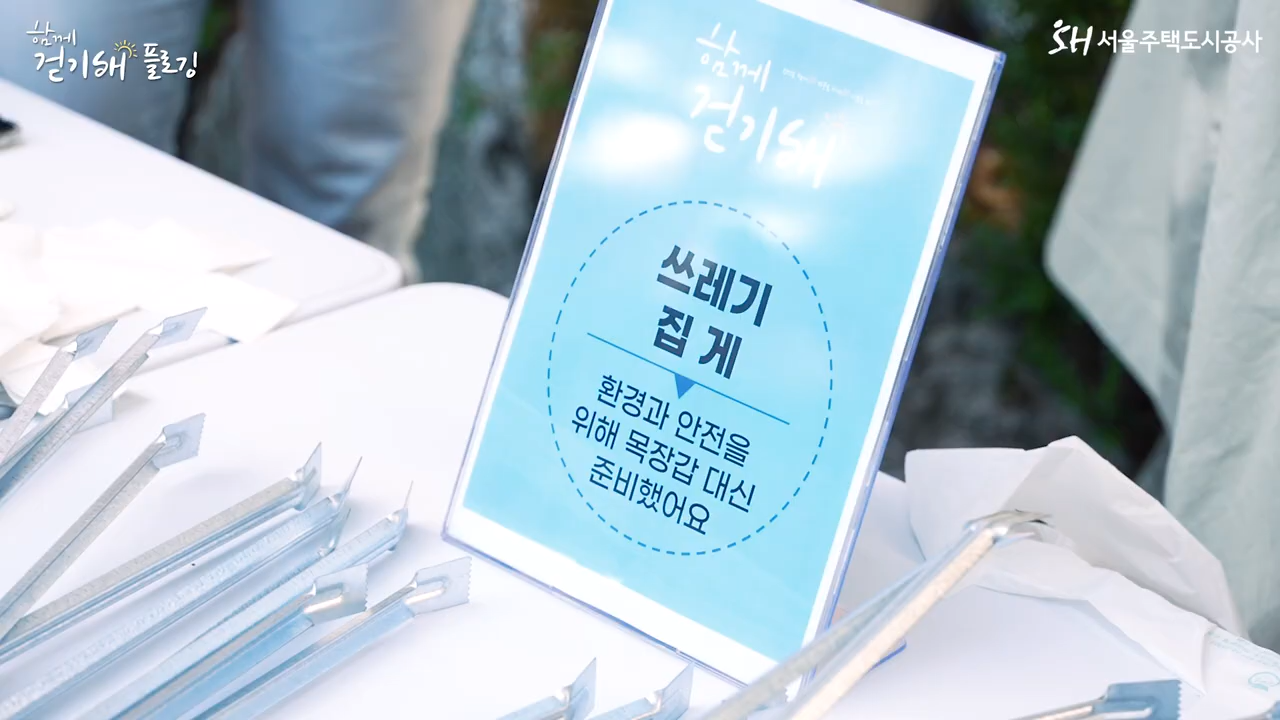 함께
걷기해 플로깅
SH 서울주택도시공사
함께
걷기해
쓰레기
집게
환경과 안전을
위해 목장갑 대신
준비했어요